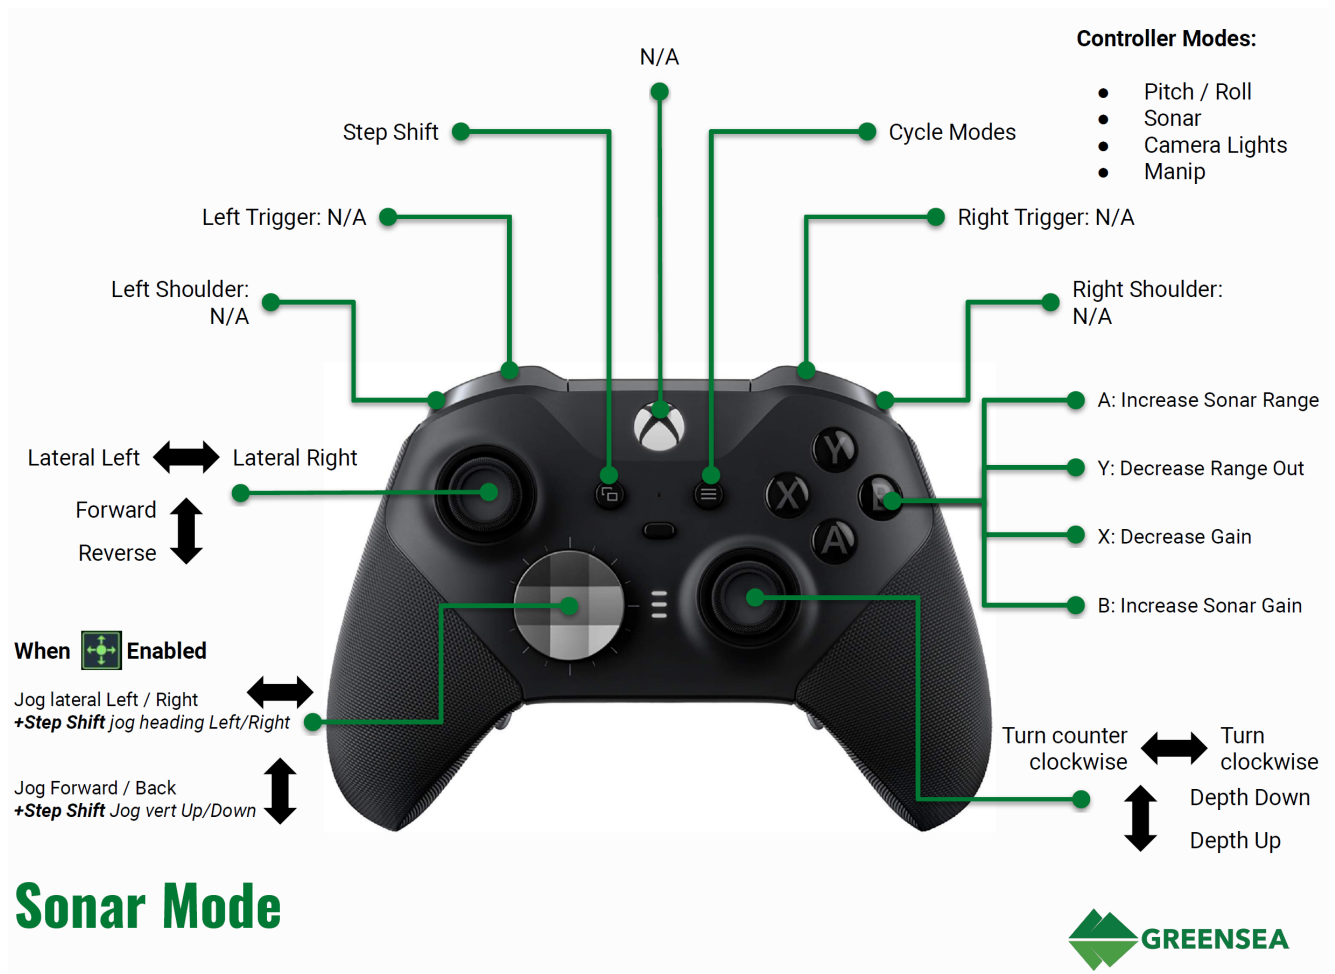 Controller Modes:
● Pitch / Roll
● Sonar
● Camera Lights
● Manip
N/A
Step Shift
Cycle Modes
Left Trigger: N/A
Right Trigger: N/A
Left Shoulder:
N/A
Right Shoulder:
N/A
A: Increase Sonar Range
Y: Decrease Range Out
X: Decrease Gain
B: Increase Sonar Gain
Lateral Left
Lateral Right
Forward
Reverse
Y
X
B
A
When Enabled
Jog lateral Left / Right
+Step Shift jog heading Left/Right
Jog Forward / Back
+Step Shift Jog vert Up/Down
Turn counter
clockwise
Turn
clockwise
Depth Down
Depth Up
Sonar Mode
GREENSEA